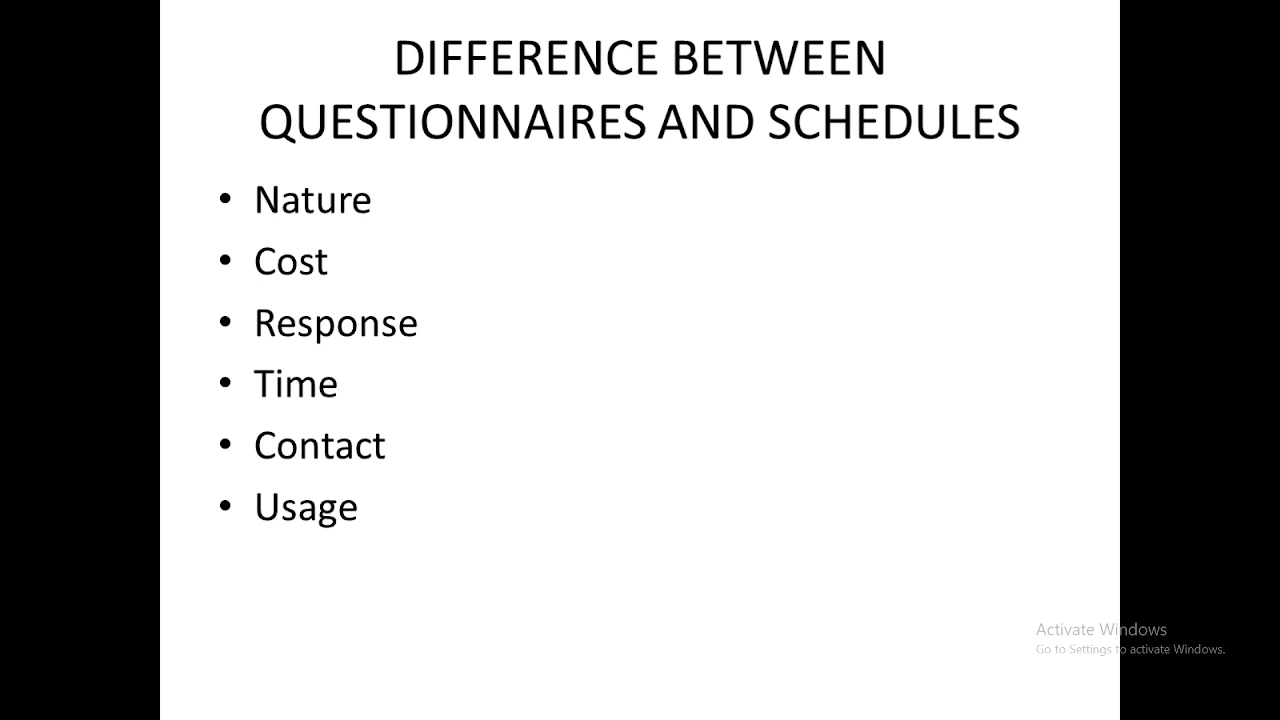 DIFFERENCE BETWEEN
QUESTIONNAIRES AND SCHEDULES
• Nature
• Cost
• Response
• Time
• Contact
• Usage
Activate Windows
Go to Settings to activate Windows.